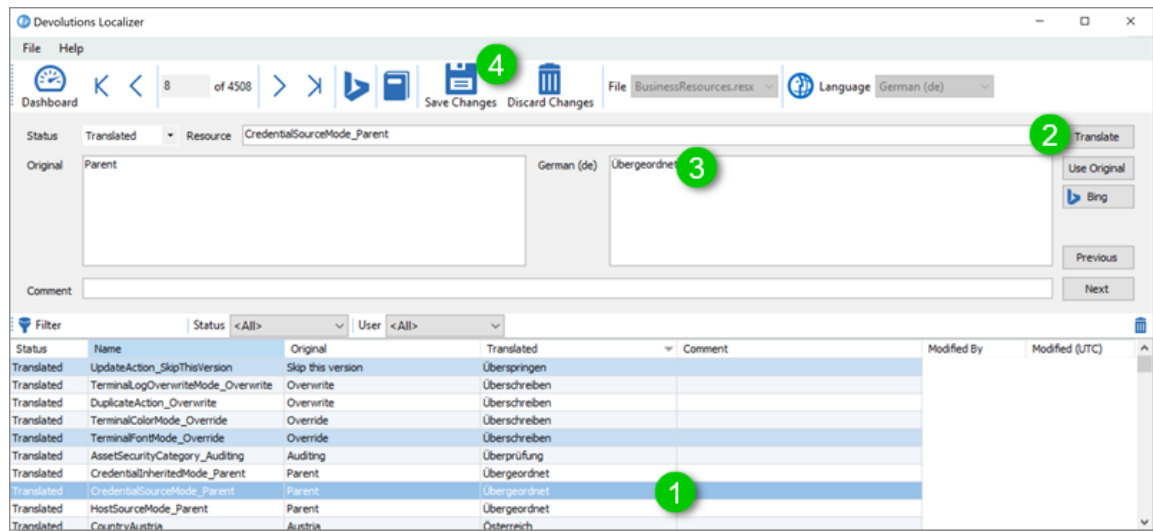 Devolutions Localizer
File Help
Dashboard 8 of 4508 Save Changes Discard Changes File BusinessResources.resx Language German (de)
4
Status Translated Resource CredentialSourceMode_Parent 2 Translate
Original Parent German (de) Übergeordnet 3 Use Original
Bing
Previous
Comment Next
Filter Status <All> User <All>
Status Name Original Translated Comment Modified By Modified (UTC)
Translated UpdateAction_SkipThisVersion Skip this version Überspringen
Translated TerminalLogOverwriteMode_Overwrite Overwrite Überschreiben
Translated DuplicateAction_Overwrite Overwrite Überschreiben
Translated TerminalColorMode_Override Override Überschreiben
Translated TerminalFontMode_Override Override Überschreiben
Translated AssetSecurityCategory_Auditing Auditing Überprüfung
Translated CredentialInheritedMode_Parent Parent Übergeordnet
Translated CredentialSourceMode_Parent Parent Übergeordnet 1
Translated HostSourceMode_Parent Parent Übergeordnet
Translated CountryAustria Austria Österreich